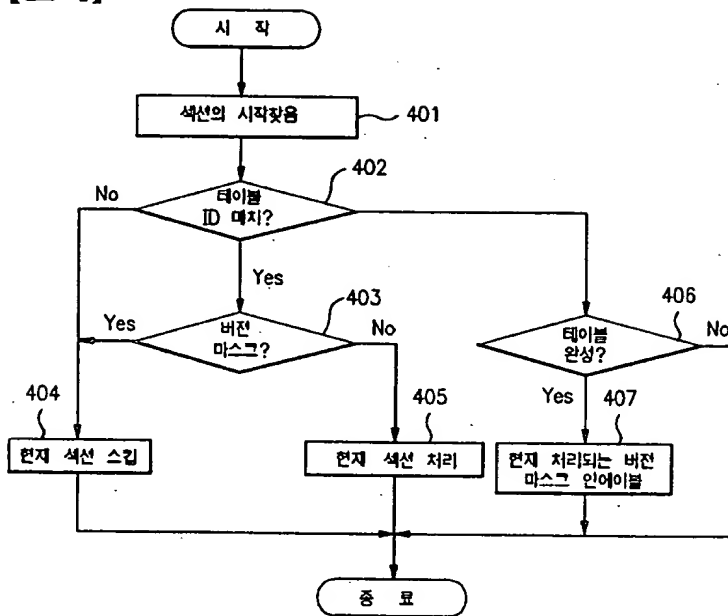 시 작
섹션의 시작찾음
401
402
No
테이블
ID 매치?
Yes
403
406
Yes
버전
마스크?
No
테이블
완성?
No
404
405
Yes
407
현재 섹션 스킵
현재 섹션 처리
현재 처리되는 버전
마스크 인에이블
종 료